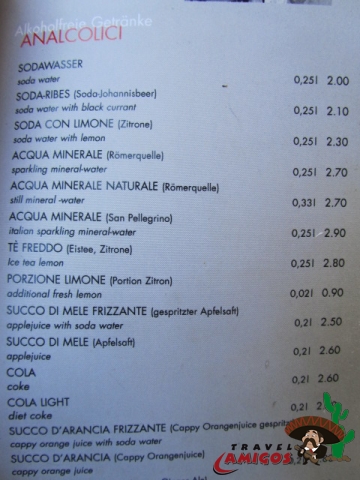 Alkoholfreie Getränke
ANALCOLICI
SODAWASSER
soda water 0,25l 2.00
SODA-RIBES (Soda-Johannisbeer)
soda water with black currant 0,25l 2.10
SODA CON LIMONE (Zitrone)
soda water with lemon 0,25l 2.30
ACQUA MINERALE (Römerquelle)
sparkling mineral-water 0,25l 2.70
ACQUA MINERALE NATURALE (Römerquelle)
still mineral -water 0,33l 2.70
ACQUA MINERALE (San Pellegrino)
italian sparkling mineral-water 0,25l 2.90
TÈ FREDDO (Eistee, Zitrone)
Ice tea lemon 0,25l 2.80
PORZIONE LIMONE (Portion Zitron)
additional fresh lemon 0,02l 0.90
SUCCO DI MELE FRIZZANTE (gespritzter Apfelsaft)
applejuice with soda water 0,2l 2.50
SUCCO DI MELE (Apfelsaft)
applejuice 0,2l 2.60
COLA
coke 0,2l 2.60
COLA LIGHT
diet coke 0,2l
SUCCO D'ARANCIA FRIZZANTE (Cappy Orangenjuice gespritzt
cappy orange juice with soda water
SUCCO D'ARANCIA (Cappy Orangenjuice)
cappy orange juice
TRAVEL
AMIGOS